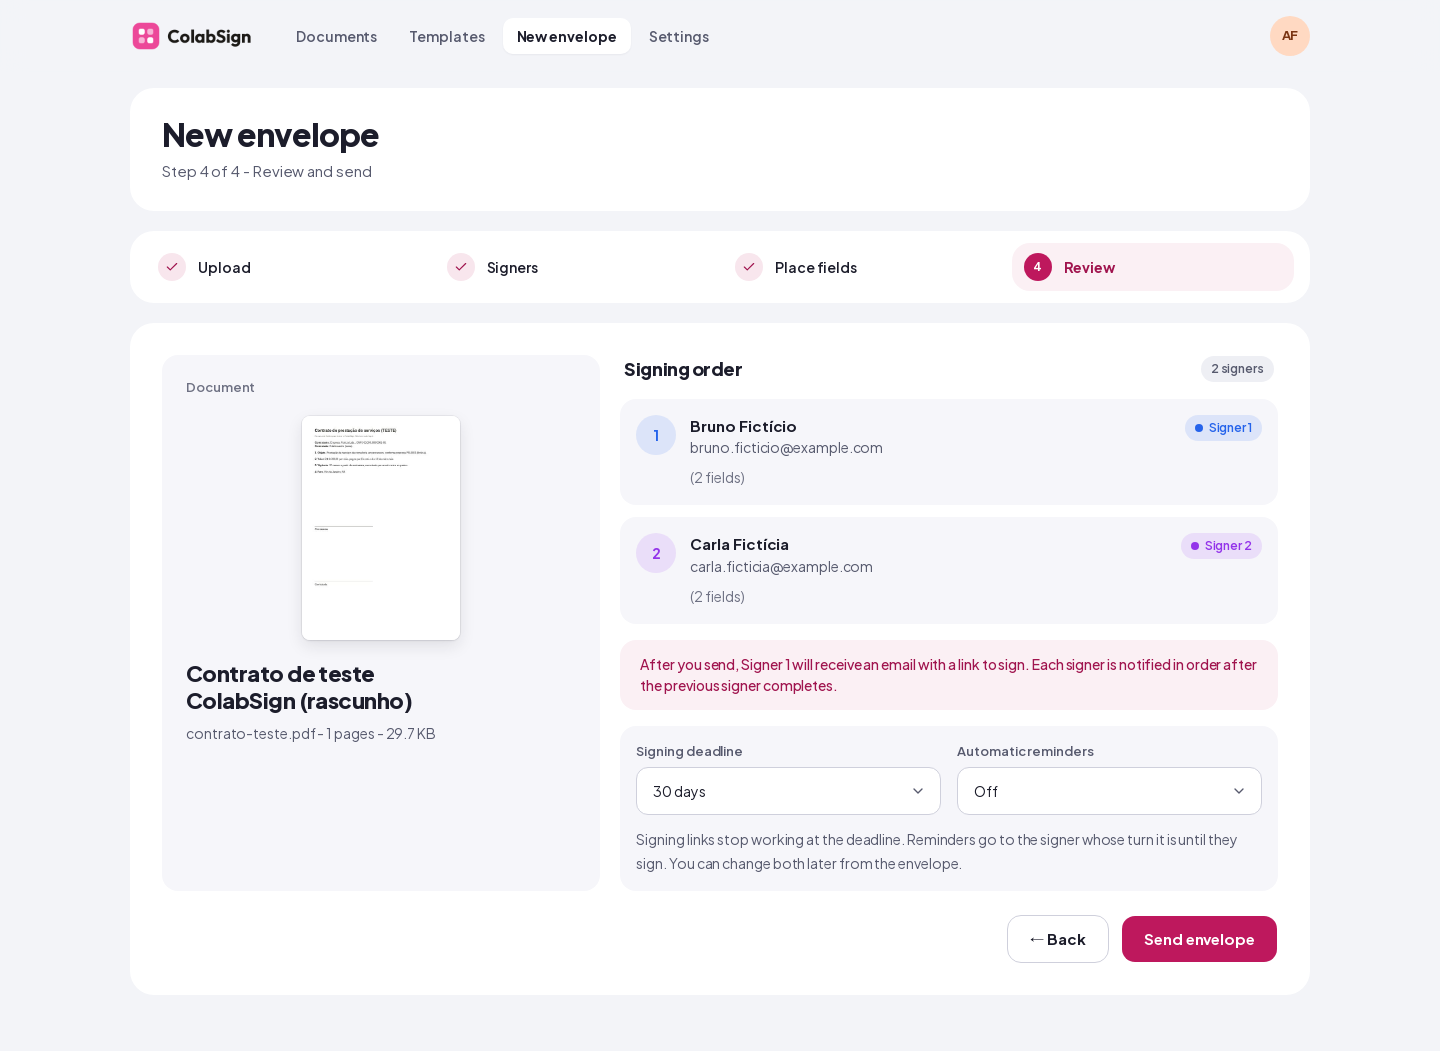 ColabSign
Documents
Templates
New envelope
Settings
AF
New envelope
Step 4 of 4 - Review and send
Upload
Signers
Place fields
4
Review
Document
Contrato de prestação de serviços (TESTE)
Contrato de teste
ColabSign (rascunho)
contrato-teste.pdf - 1 pages - 29.7 KB
Signing order
2 signers
1
Bruno Fictício
Signer 1
bruno.ficticio@example.com
(2 fields)
2
Carla Fictícia
Signer 2
carla.ficticia@example.com
(2 fields)
After you send, Signer 1 will receive an email with a link to sign. Each signer is notified in order after
the previous signer completes.
Signing deadline
Automatic reminders
30 days
Off
Signing links stop working at the deadline. Reminders go to the signer whose turn it is until they
sign. You can change both later from the envelope.
← Back
Send envelope